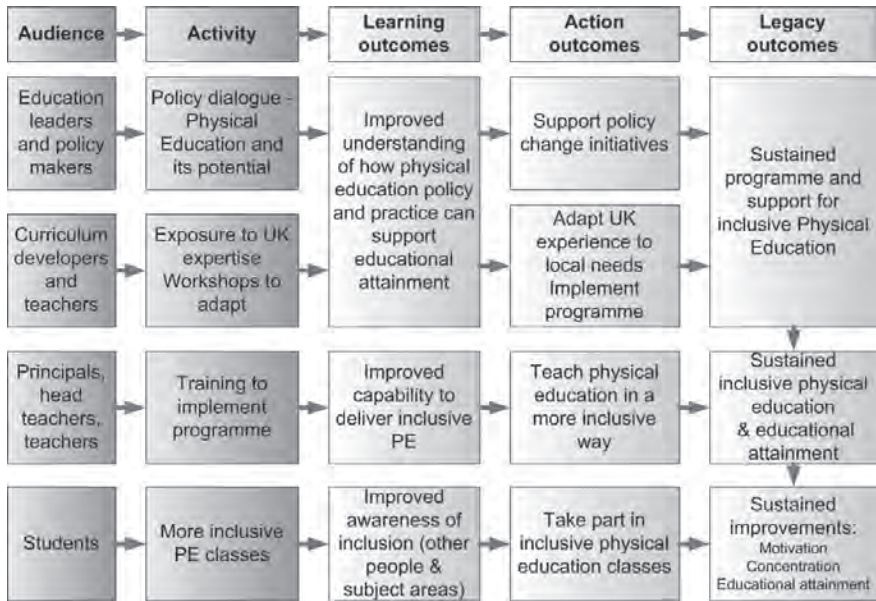 Audience
Activity
Learning
outcomes
Action
outcomes
Legacy
outcomes
Education
leaders
and policy
makers
Policy dialogue -
Physical
Education and
its potential
Improved
understanding
of how physical
education policy
and practice can
support
educational
attainment
Support policy
change initiatives
Sustained
programme and
support for
inclusive Physical
Education
Curriculum
developers
and
teachers
Exposure to UK
expertise
Workshops to
adapt
Adapt UK
experience to
local needs
Implement
programme
Principals,
head
teachers,
teachers
Training to
implement
programme
Improved
capability to
deliver inclusive
PE
Teach physical
education in a
more inclusive
way
Sustained
inclusive physical
education
& educational
attainment
Students
More inclusive
PE classes
Improved
awareness of
inclusion (other
people &
subject areas)
Take part in
inclusive physical
education classes
Sustained
improvements:
Motivation
Concentration
Educational attainment